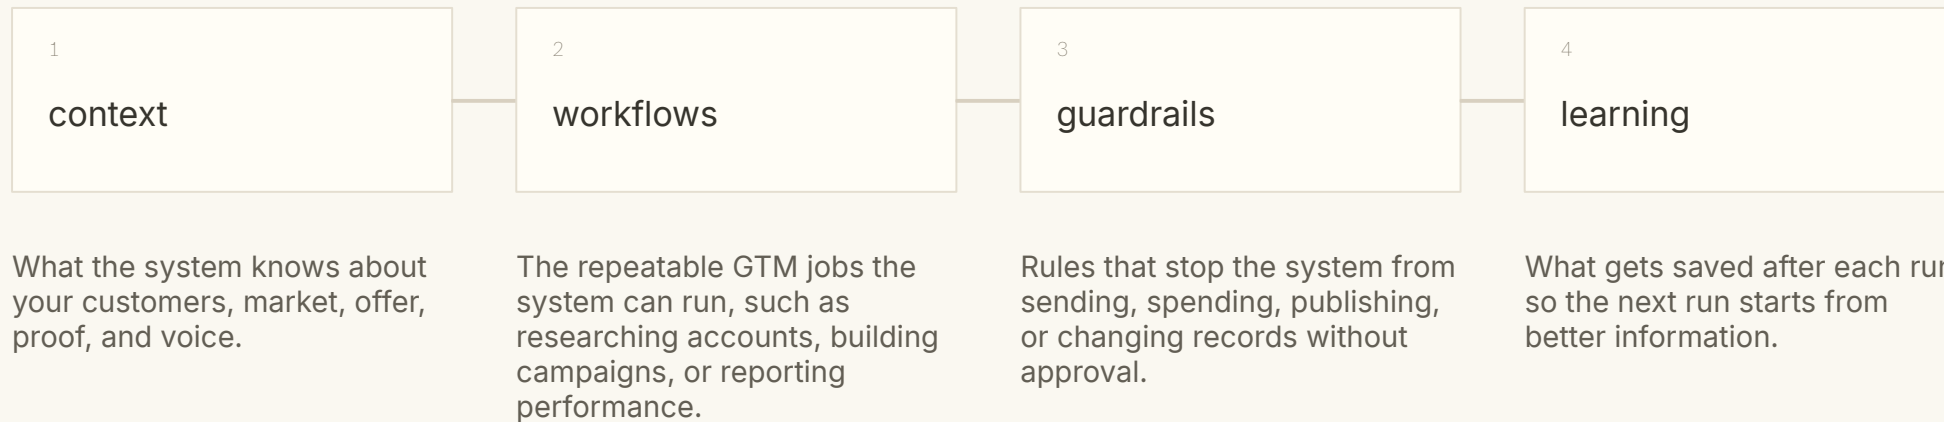 1
context
What the system knows about
your customers, market, offer,
proof, and voice.
2
workflows
The repeatable GTM jobs the
system can run, such as
researching accounts, building
campaigns, or reporting
performance.
3
guardrails
Rules that stop the system from
sending, spending, publishing,
or changing records without
approval.
4
learning
What gets saved after each
so the next run starts from
better information.